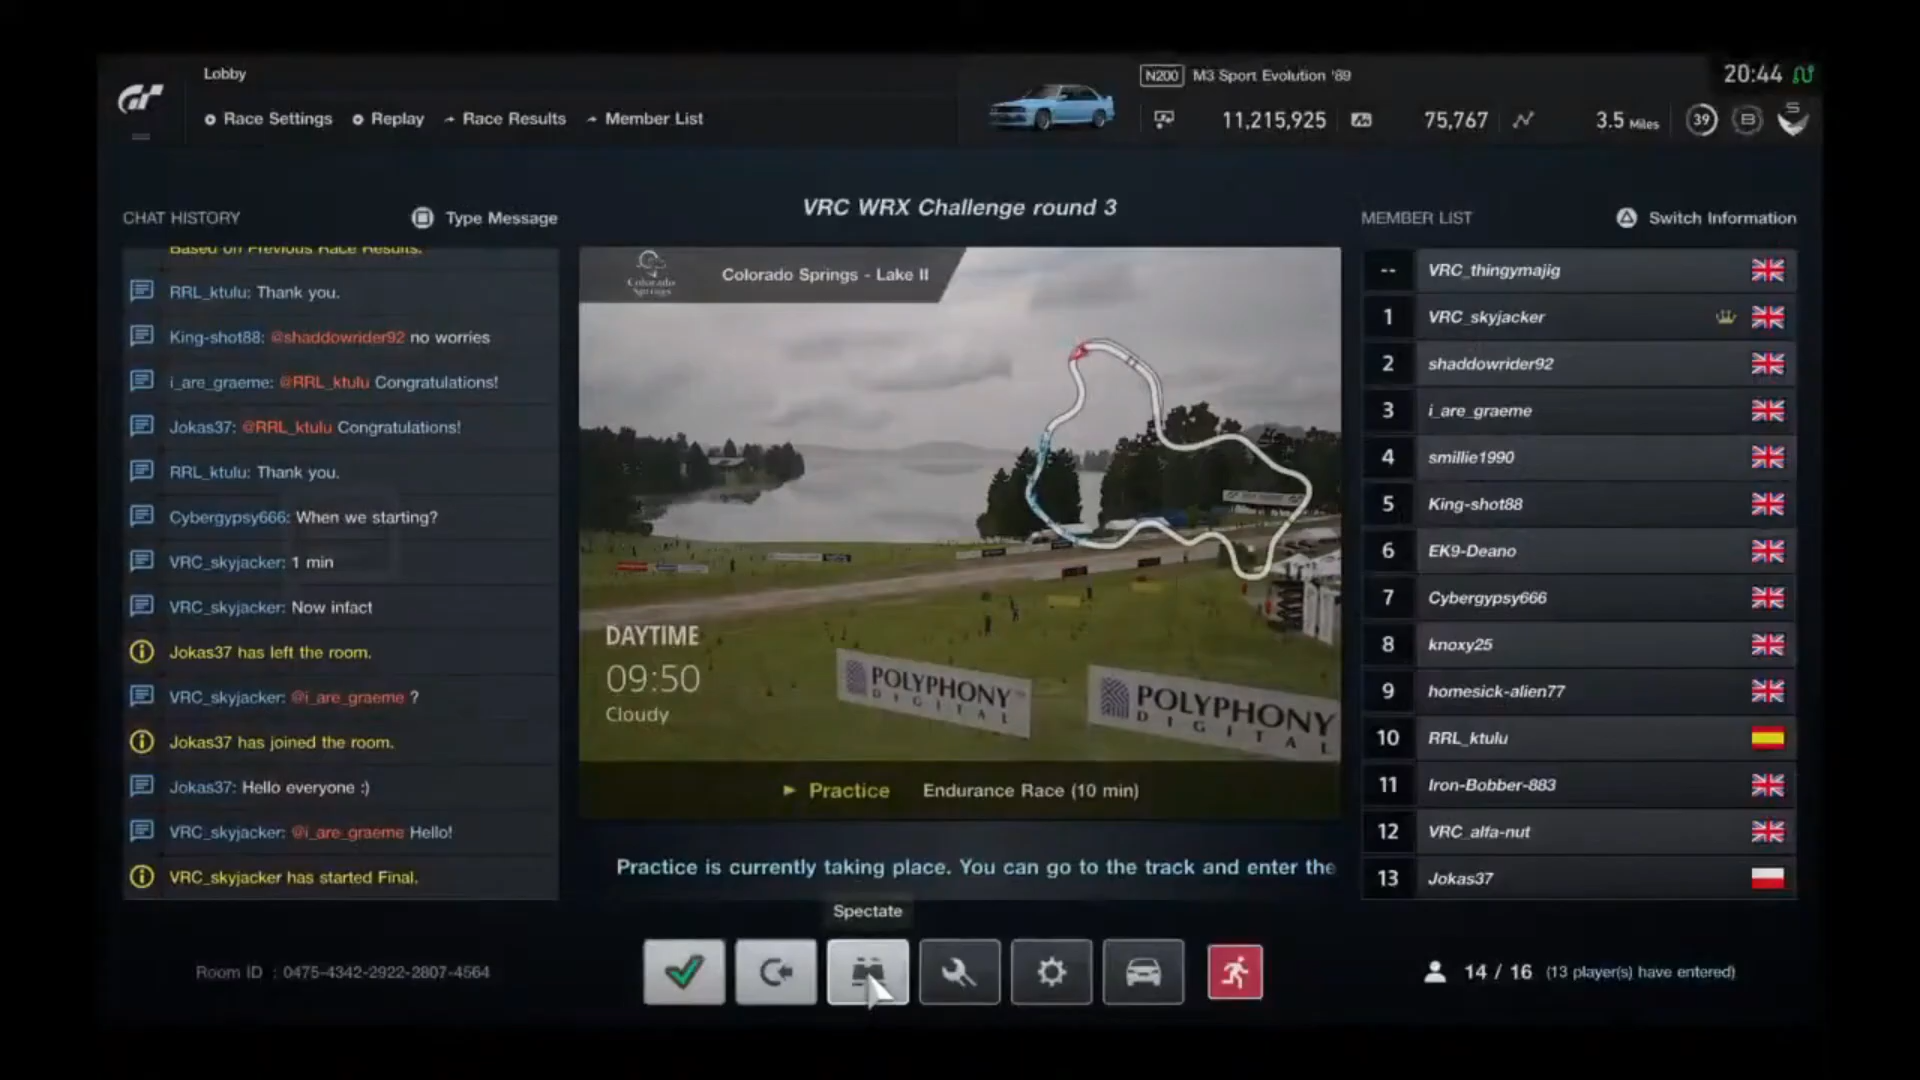 Lobby
Race Settings Replay Race Results Member List
N200 M3 Sport Evolution '89
11,215,925 75,767 3.5 Miles 39 B S
20:44
CHAT HISTORY Type Message
Based on Previous Race Results.
RRL_ktulu: Thank you.
King-shot88: @shaddowrider92 no worries
i_are_graeme: @RRL_ktulu Congratulations!
Jokas37: @RRL_ktulu Congratulations!
RRL_ktulu: Thank you.
Cybergypsy666: When we starting?
VRC_skyjacker: 1 min
VRC_skyjacker: Now infact
Jokas37 has left the room.
VRC_skyjacker: @i_are_graeme ?
Jokas37 has joined the room.
Jokas37: Hello everyone :)
VRC_skyjacker: @i_are_graeme Hello!
VRC_skyjacker has started Final.
VRC WRX Challenge round 3
Colorado Springs
Colorado Springs - Lake II
DAYTIME
09:50
Cloudy
POLYPHONY DIGITAL
POLYPHONY DIGITAL
Practice Endurance Race (10 min)
Practice is currently taking place. You can go to the track and enter the
Spectate
MEMBER LIST Switch Information
-- VRC_thingymajig
1 VRC_skyjacker
2 shaddowrider92
3 i_are_graeme
4 smillie1990
5 King-shot88
6 EK9-Deano
7 Cybergypsy666
8 knoxy25
9 homesick-alien77
10 RRL_ktulu
11 Iron-Bobber-883
12 VRC_alfa-nut
13 Jokas37
Room ID : 0475-4342-2922-2807-4564
14 / 16 (13 player(s) have entered)